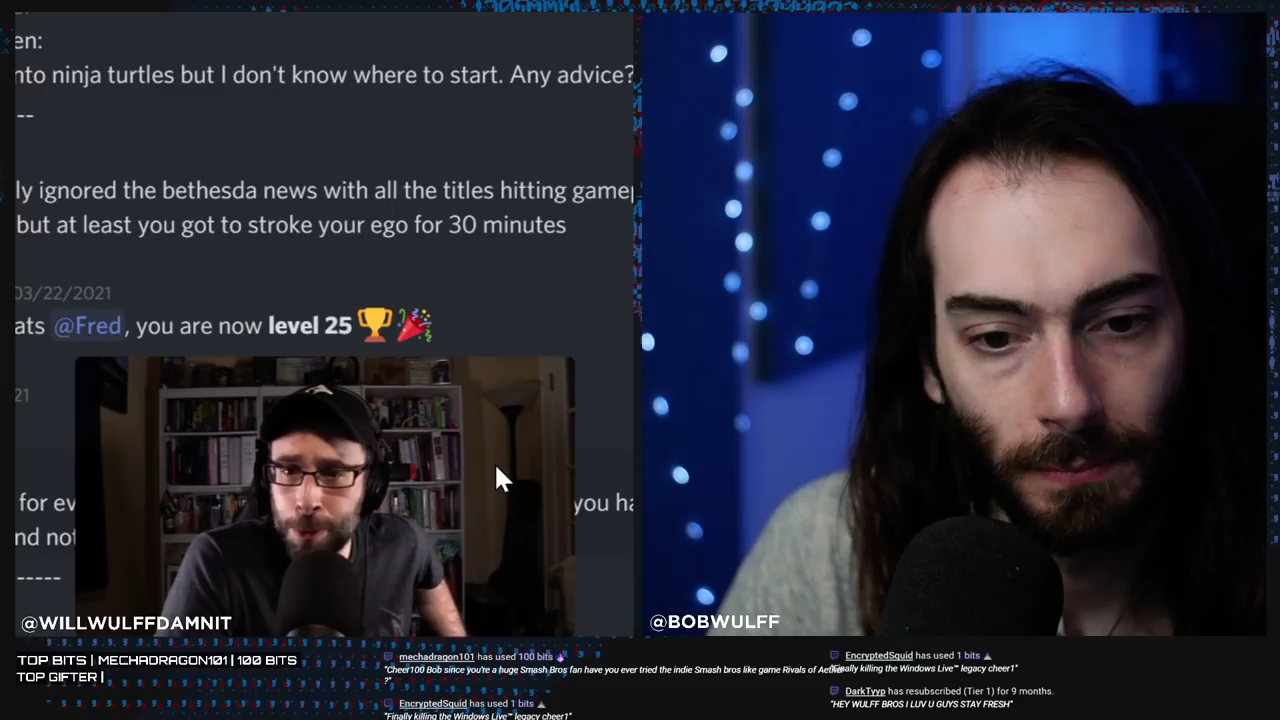 en:
nto ninja turtles but I don't know where to start. Any advice?
--
ly ignored the bethesda news with all the titles hitting gamep
but at least you got to stroke your ego for 30 minutes
03/22/2021
ats @Fred, you are now level 25
21
for ev
you ha
nd not
-----
@WILLWULFFDAMNIT
@BOBWULFF
TOP BITS | MECHADRAGON101 | 100 BITS
TOP GIFTER |
mechadragon101 has used 100 bits
"Cheer100 Bob since you're a huge Smash Bros fan have you ever tried the indie Smash bros like game Rivals of Aether
?"
EncryptedSquid has used 1 bits
"Finally killing the Windows Live™ legacy cheer1"
EncryptedSquid has used 1 bits
"Finally killing the Windows Live™ legacy cheer1"
DarkTyyp has resubscribed (Tier 1) for 9 months.
"HEY WULFF BROS I LUV U GUYS STAY FRESH"